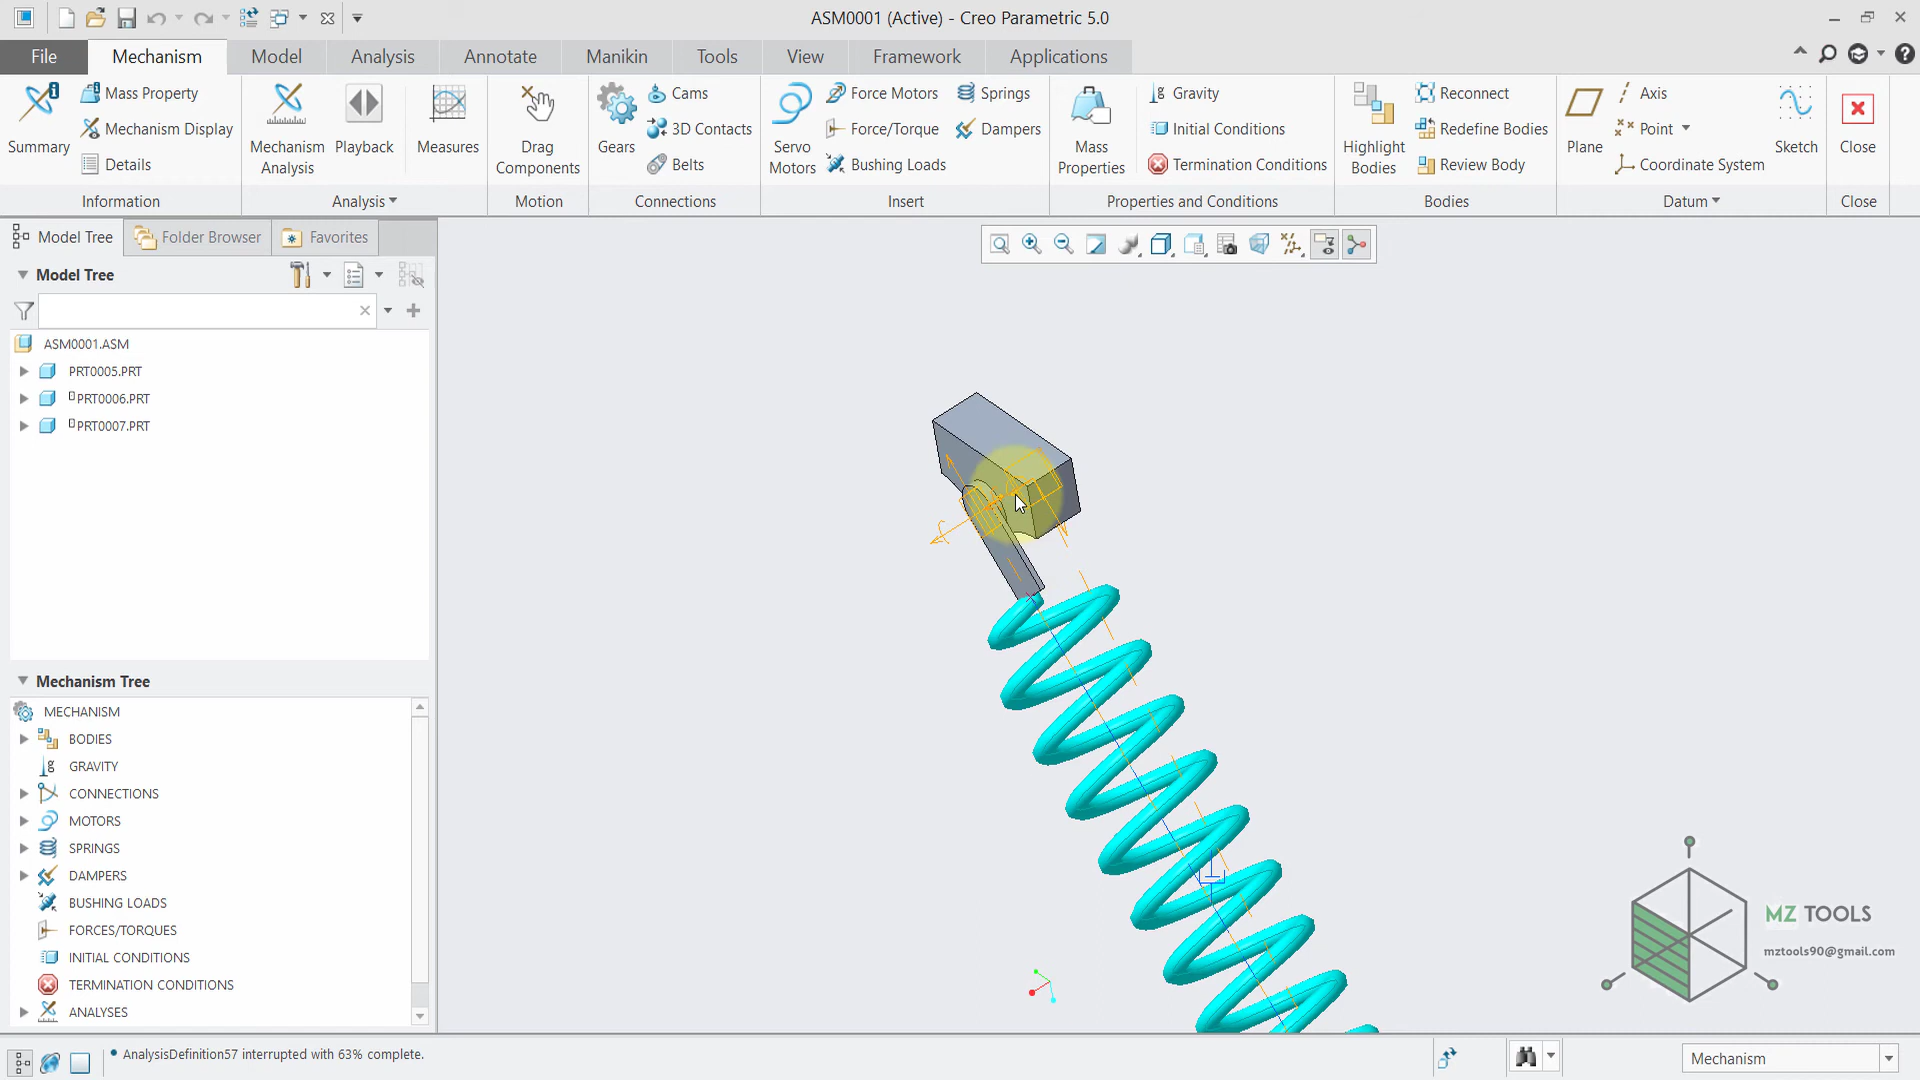 ASM0001 (Active) - Creo Parametric 5.0
File Mechanism Model Analysis Annotate Manikin Tools View Framework Applications
Summary
Mass Property
Mechanism Display
Details
Information
Mechanism
Analysis
Playback
Measures
Analysis
Drag
Components
Motion
Gears
Cams
3D Contacts
Belts
Connections
Servo
Motors
Force Motors
Force/Torque
Bushing Loads
Springs
Dampers
Insert
Mass
Properties
Gravity
Initial Conditions
Termination Conditions
Properties and Conditions
Highlight
Bodies
Reconnect
Redefine Bodies
Review Body
Bodies
Plane
Axis
Point
Coordinate System
Sketch
Datum
Close
Close
Model Tree Folder Browser Favorites
Model Tree
ASM0001.ASM
PRT0005.PRT
PRT0006.PRT
PRT0007.PRT
Mechanism Tree
MECHANISM
BODIES
GRAVITY
CONNECTIONS
MOTORS
SPRINGS
DAMPERS
BUSHING LOADS
FORCES/TORQUES
INITIAL CONDITIONS
TERMINATION CONDITIONS
ANALYSES
MZ TOOLS
mztools90@gmail.com
AnalysisDefinition57 interrupted with 63% complete.
Mechanism